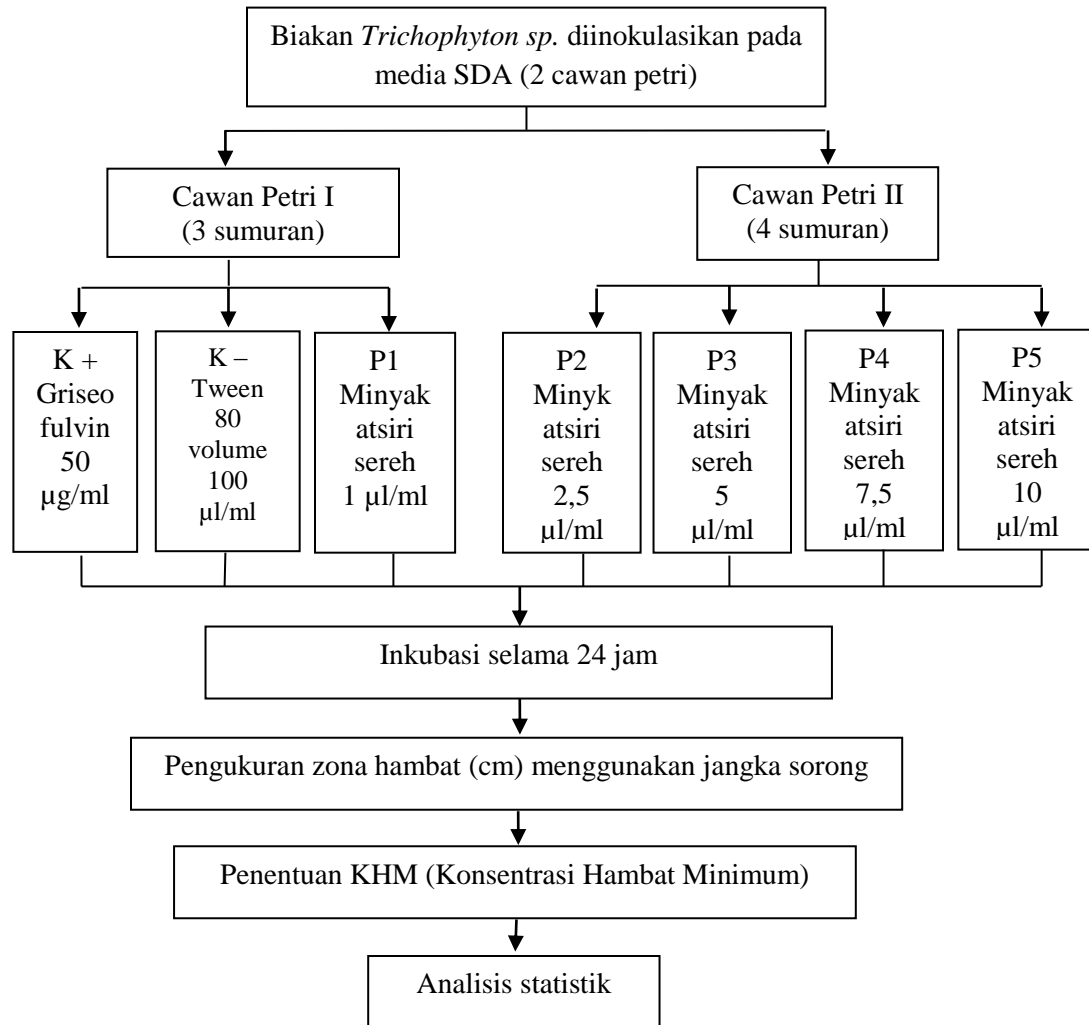 Biakan Trichophyton sp. diinokulasikan pada
media SDA (2 cawan petri)
Cawan Petri I
(3 sumuran)
Cawan Petri II
(4 sumuran)
K +
Griseo
fulvin
50
µg/ml
K –
Tween
80
volume
100
µl/ml
P1
Minyak
atsiri
sereh
1 µl/ml
P2
Minyk
atsiri
sereh
2,5
µl/ml
P3
Minyak
atsiri
sereh
5
µl/ml
P4
Minyak
atsiri
sereh
7,5
µl/ml
P5
Minyak
atsiri
sereh
10
µl/ml
Inkubasi selama 24 jam
Pengukuran zona hambat (cm) menggunakan jangka sorong
Penentuan KHM (Konsentrasi Hambat Minimum)
Analisis statistik